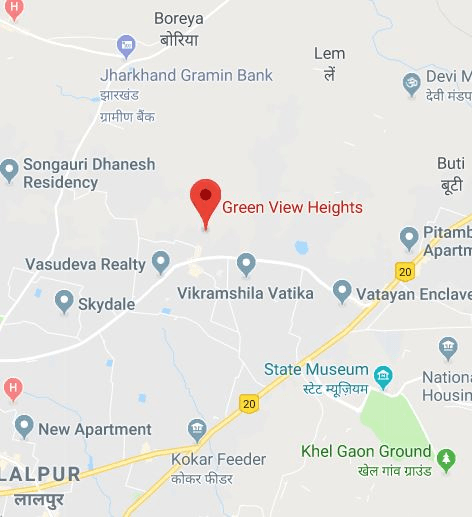 H
Boreya
बोरिया
Lem
लें
Jharkhand Gramin Bank
झारखंड
ग्रामीण बैंक
Devi M
देवी मंडप
Songauri Dhanesh
Residency
Buti
बूटी
Green View Heights
Pitamb
Apartm
Vasudeva Realty
20
Vikramshila Vatika
Vatayan Enclave
Skydale
State Museum
स्टेट म्यूज़ियम
Nationa
Housing
H
20
New Apartment
Kokar Feeder
कोकर फीडर
Khel Gaon Ground
खेल गांव ग्राउंड
LALPUR
लालपुर